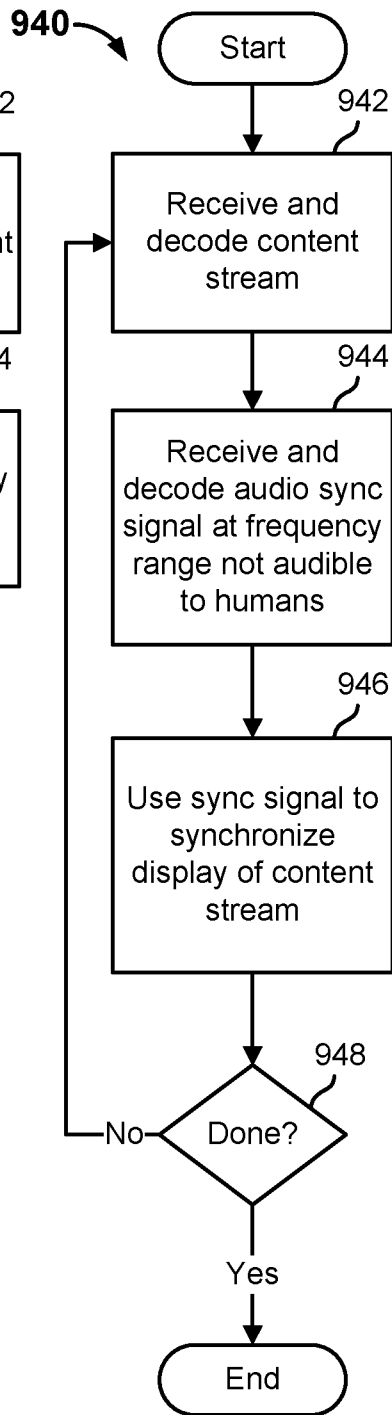 940
Start
942
Receive and
decode content
stream
944
Receive and
decode audio sync
signal at frequency
range not audible
to humans
946
Use sync signal to
synchronize
display of content
stream
948
Done?
No
Yes
End